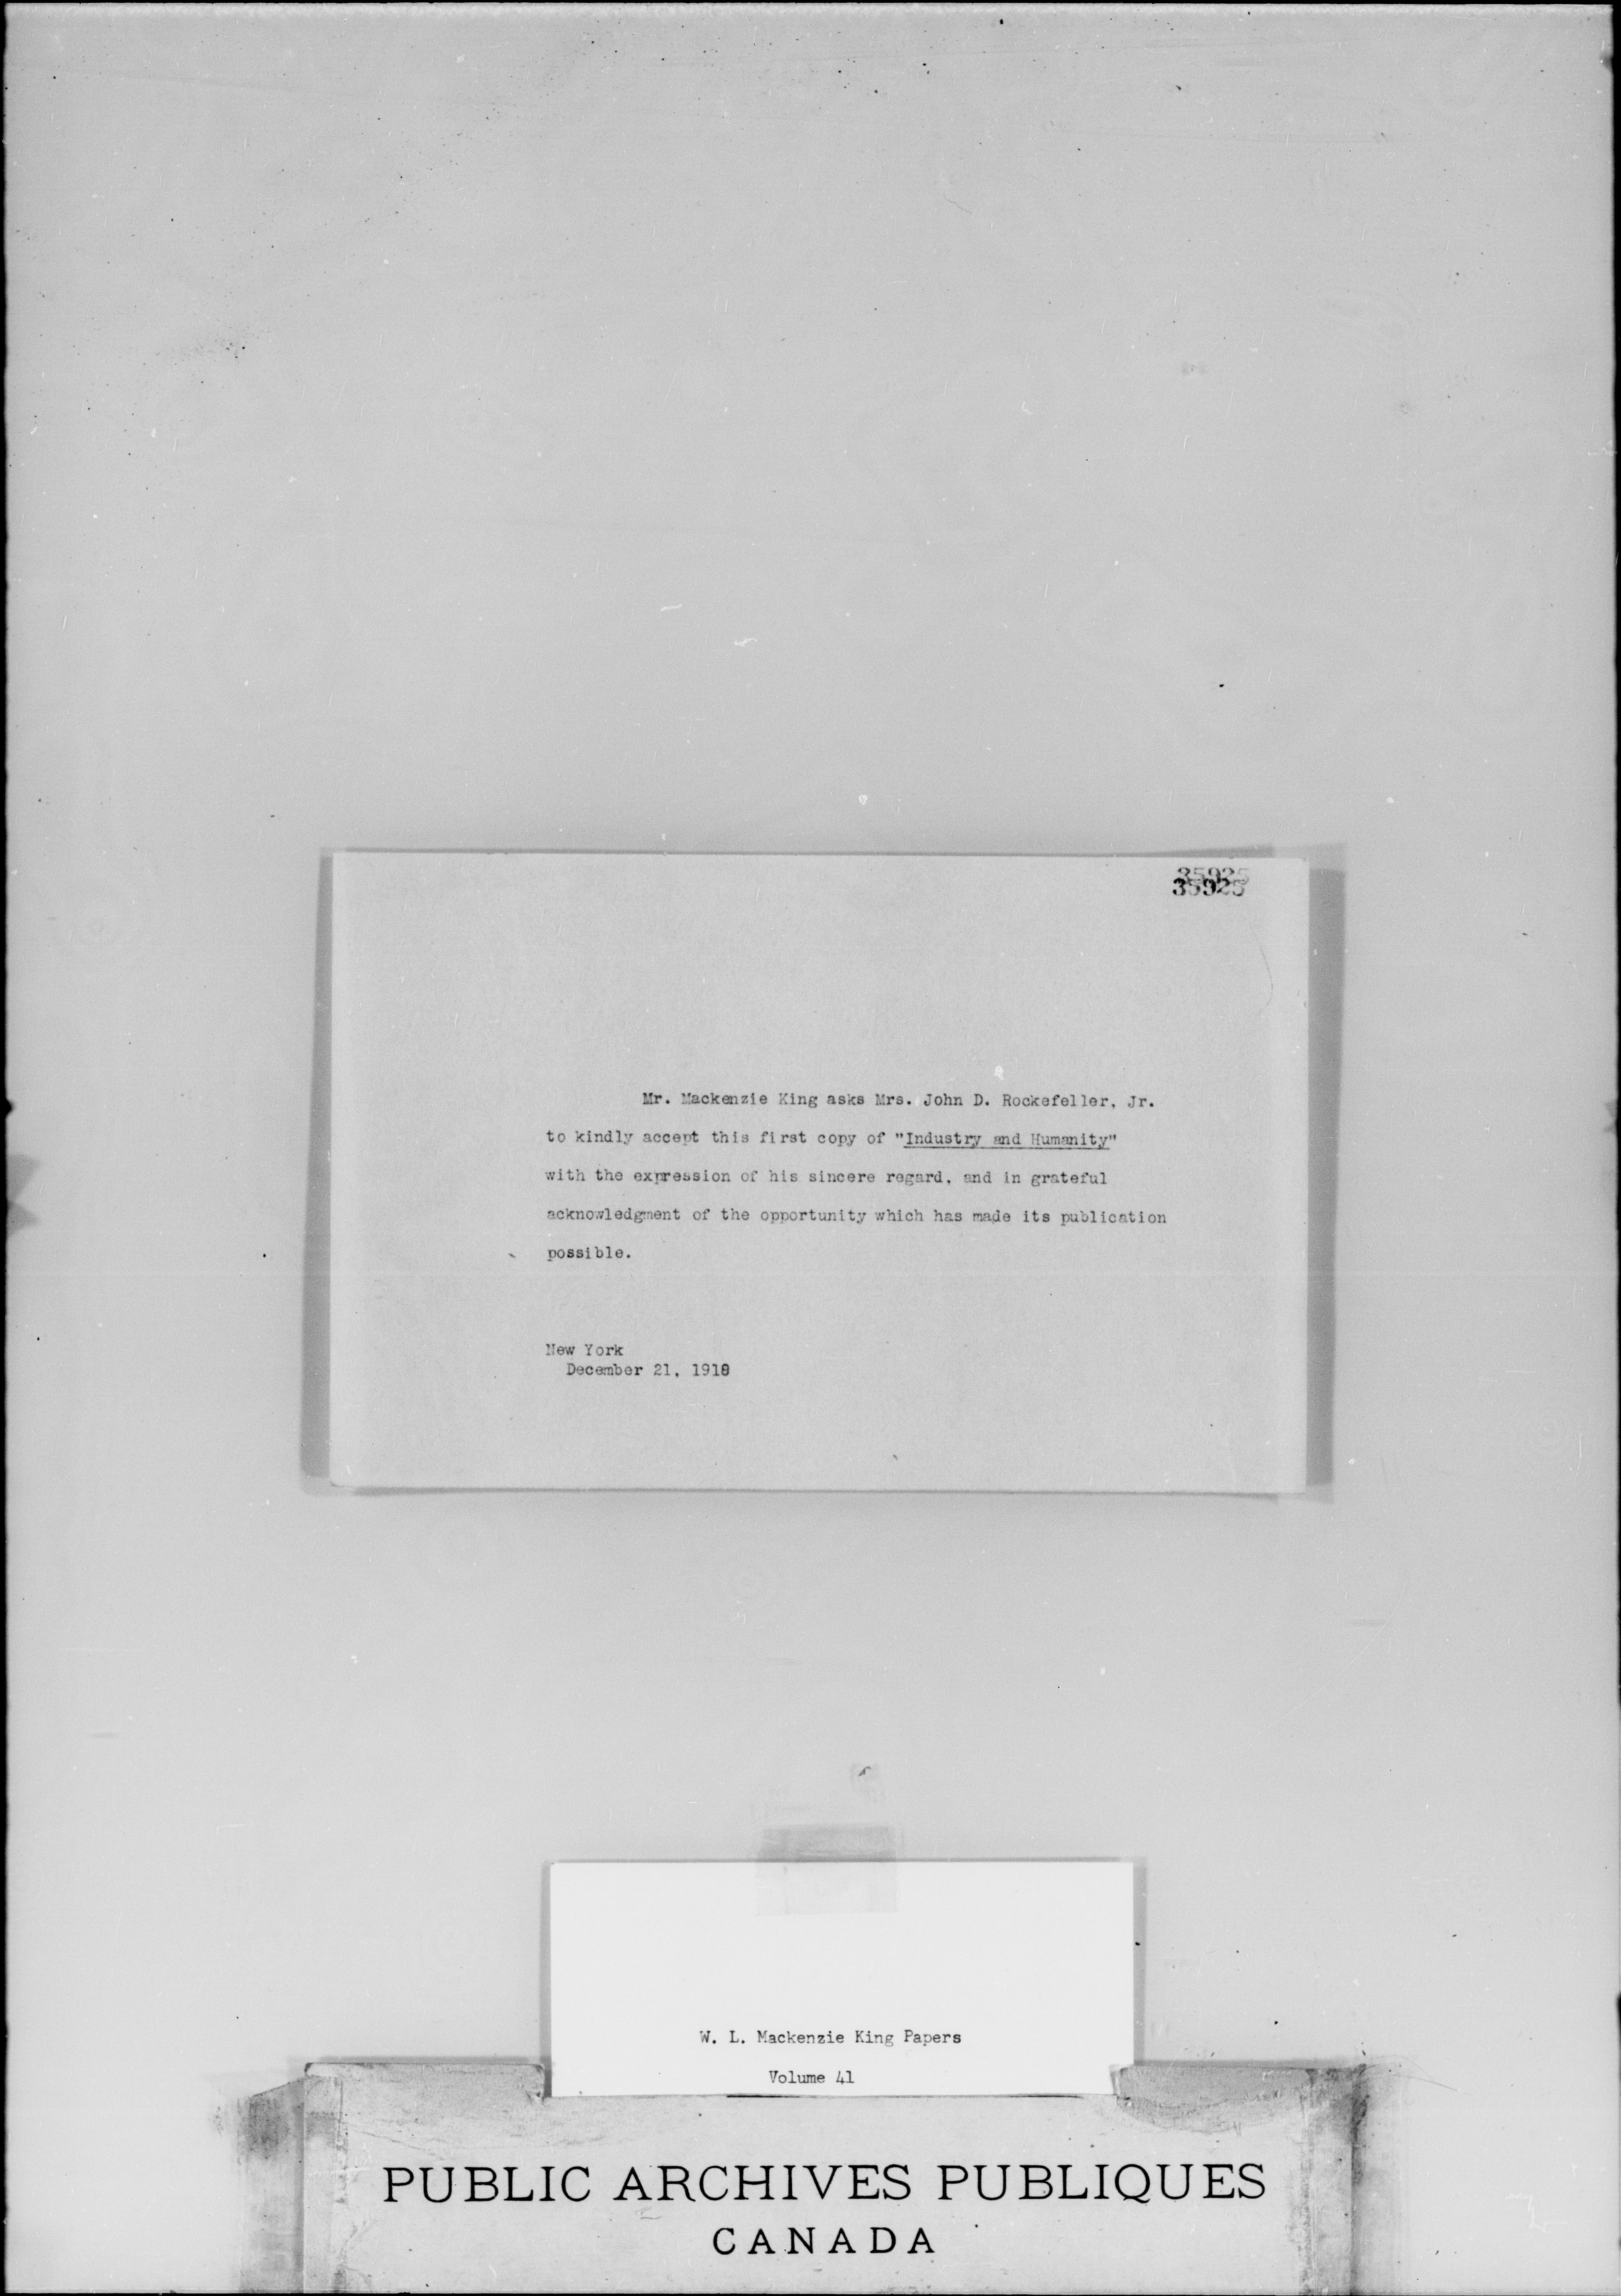 35925
35925
Mr. Mackenzie King asks Mrs. John D. Rockefeller, Jr.
to kindly accept this first copy of "Industry and Humanity"
with the expression of his sincere regard, and in grateful
acknowledgment of the opportunity which has made its publication
possible.
New York
December 21, 1918
W. L. Mackenzie King Papers
Volume 41
PUBLIC ARCHIVES PUBLIQUES
CANADA